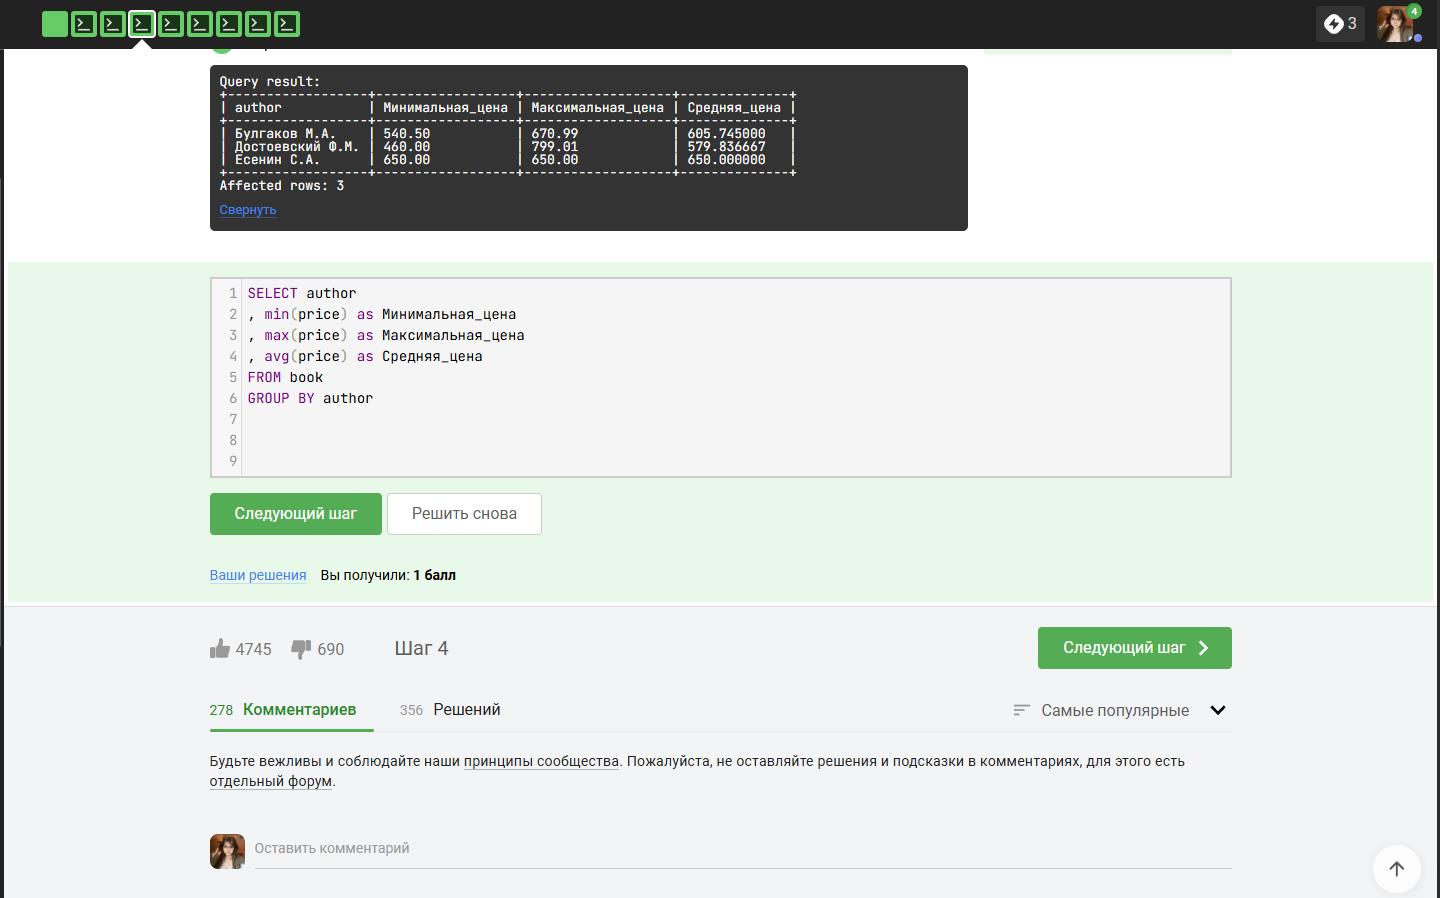 3
4
Query result:
+------------------+------------------+-------------------+--------------+
| author           | Минимальная_цена | Максимальная_цена | Средняя_цена |
+------------------+------------------+-------------------+--------------+
| Булгаков М.А.    | 540.50           | 670.99            | 605.745000   |
| Достоевский Ф.М. | 460.00           | 799.01            | 579.836667   |
| Есенин С.А.      | 650.00           | 650.00            | 650.000000   |
+------------------+------------------+-------------------+--------------+
Affected rows: 3
Свернуть
1 SELECT author
2 , min(price) as Минимальная_цена
3 , max(price) as Максимальная_цена
4 , avg(price) as Средняя_цена
5 FROM book
6 GROUP BY author
7
8
9
Следующий шаг Решить снова
Ваши решения Вы получили: 1 балл
4745 690 Шаг 4 Следующий шаг
278 Комментариев 356 Решений Самые популярные
Будьте вежливы и соблюдайте наши принципы сообщества. Пожалуйста, не оставляйте решения и подсказки в комментариях, для этого есть
отдельный форум.
Оставить комментарий